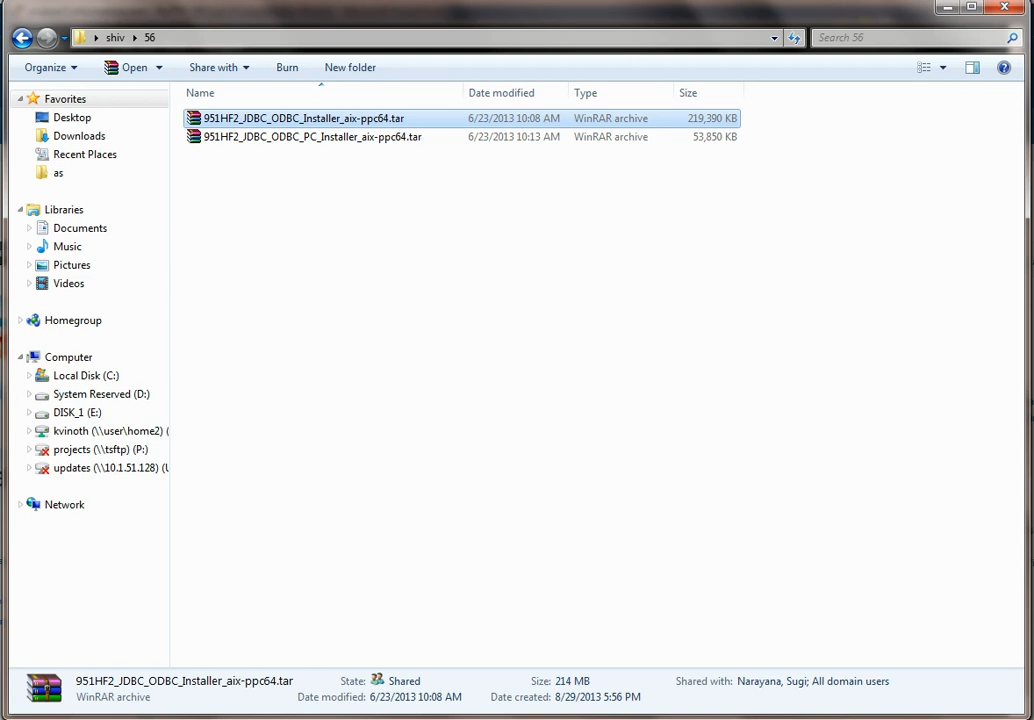 shiv 56
Search 56
Organize Open Share with Burn New folder
Name Date modified Type Size
Favorites
Desktop
Downloads
Recent Places
as
Libraries
Documents
Music
Pictures
Videos
Homegroup
Computer
Local Disk (C:)
System Reserved (D:)
DISK_1 (E:)
kvinoth (\\user\home2) (
projects (\\tsftp) (P:)
updates (\\10.1.51.128) (U
Network
951HF2_JDBC_ODBC_Installer_aix-ppc64.tar 6/23/2013 10:08 AM WinRAR archive 219,390 KB
951HF2_JDBC_ODBC_PC_Installer_aix-ppc64.tar 6/23/2013 10:13 AM WinRAR archive 53,850 KB
951HF2_JDBC_ODBC_Installer_aix-ppc64.tar State: Shared Size: 214 MB Shared with: Narayana, Sugi; All domain users
WinRAR archive Date modified: 6/23/2013 10:08 AM Date created: 8/29/2013 5:56 PM